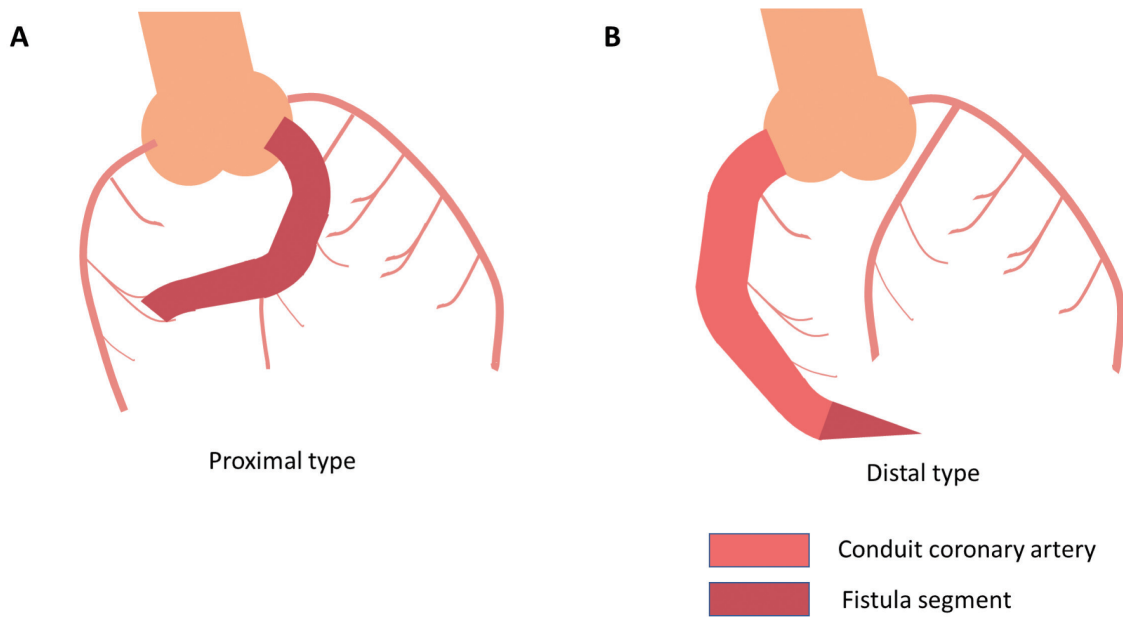 A
B
Proximal type
Distal type
Conduit coronary artery
Fistula segment